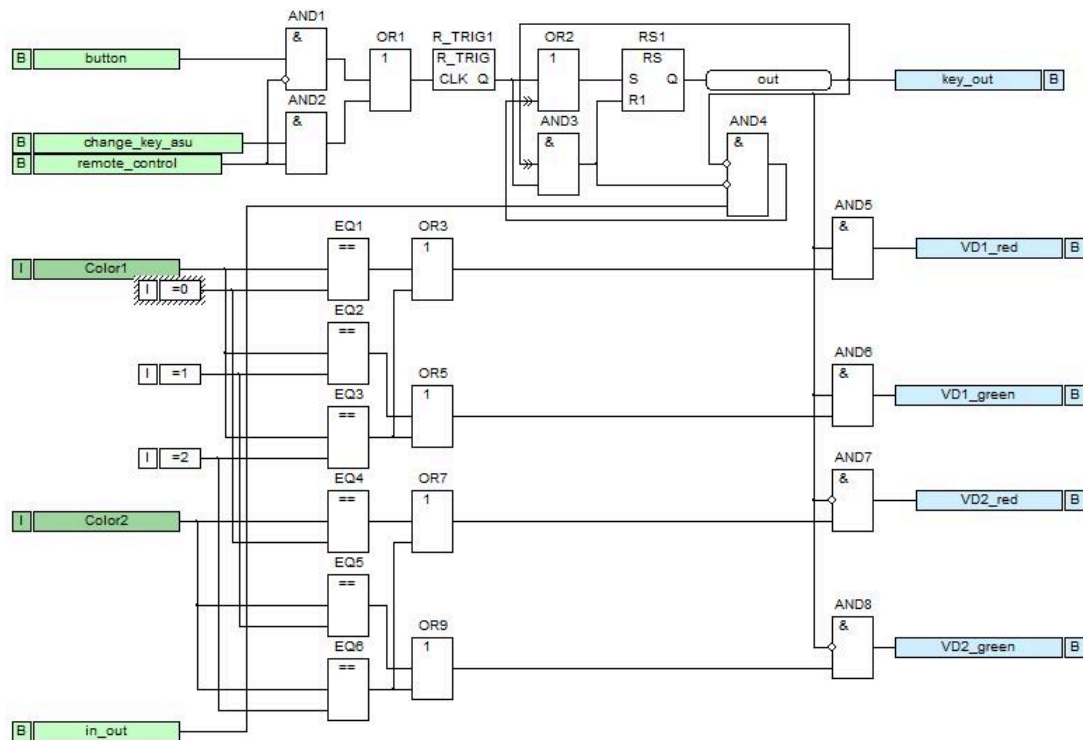 AND1
&
B button
OR1
1
R_TRIG1
R_TRIG
CLK Q
OR2
1
RS1
RS
S Q
R1
out
key_out B
AND2
&
B change_key_asu
B remote_control
AND3
&
AND4
&
EQ1
==
OR3
1
AND5
&
VD1_red B
I Color1
I =0
EQ2
==
I =1
OR5
1
AND6
&
VD1_green B
EQ3
==
I =2
EQ4
==
OR7
1
AND7
&
VD2_red B
I Color2
EQ5
==
OR9
1
AND8
&
VD2_green B
EQ6
==
B in_out